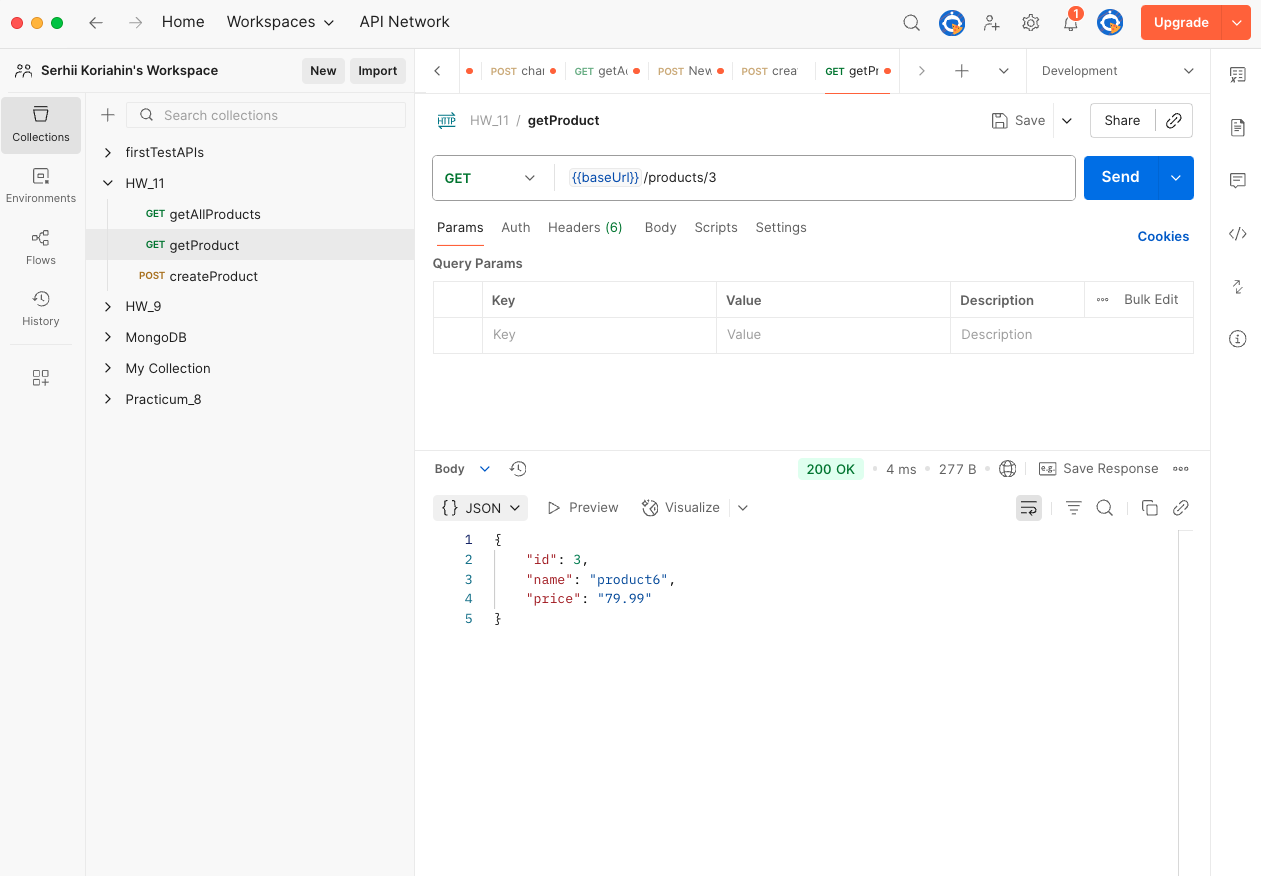 Home Workspaces API Network 1 Upgrade
Serhii Koriahin's Workspace New Import
POST char GET getAc POST New POST crea GET getPr Development
Collections
Search collections
HTTP HW_11 / getProduct Save Share
firstTestAPIs
HW_11
GET {{baseUrl}}/products/3 Send
Environments
GET getAllProducts
Params Auth Headers (6) Body Scripts Settings Cookies
Flows
GET getProduct
Query Params
POST createProduct
Key Value Description Bulk Edit
History
HW_9
Key Value Description
MongoDB
My Collection
Practicum_8
Body 200 OK 4 ms 277 B e.g. Save Response
{} JSON Preview Visualize
1 {
2 "id": 3,
3 "name": "product6",
4 "price": "79.99"
5 }